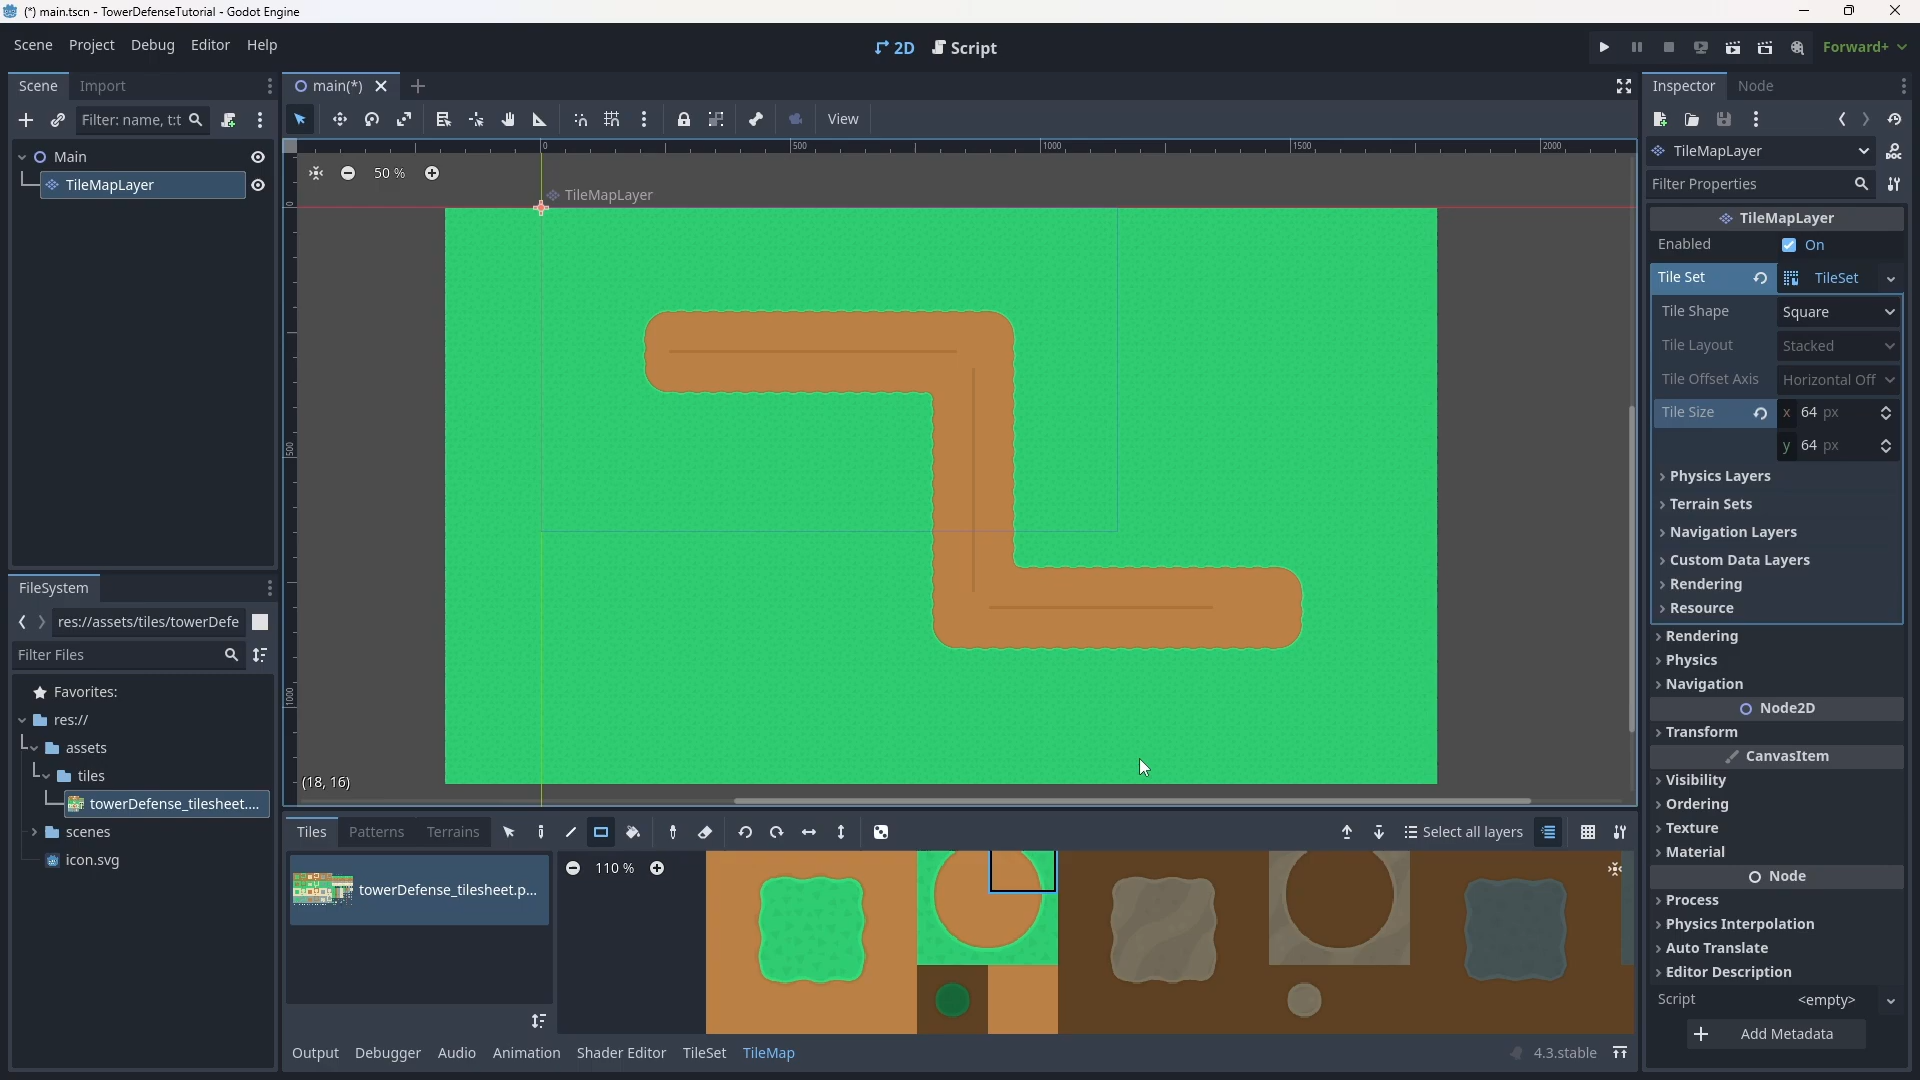 (*) main.tscn - TowerDefenseTutorial - Godot Engine
Scene Project Debug Editor Help
2D Script
Forward+
Scene Import
Filter: name, t:t
Main
TileMapLayer
FileSystem
res://assets/tiles/towerDefe
Filter Files
Favorites:
res://
assets
tiles
towerDefense_tilesheet....
scenes
icon.svg
main(*)
View
0 500 1000 1500 2000
50 %
TileMapLayer
0
500
1000
(18, 16)
Tiles Patterns Terrains
Select all layers
towerDefense_tilesheet.p...
110 %
Output Debugger Audio Animation Shader Editor TileSet TileMap
4.3.stable
Inspector Node
TileMapLayer
DOC
Filter Properties
TileMapLayer
Enabled On
Tile Set TileSet
Tile Shape Square
Tile Layout Stacked
Tile Offset Axis Horizontal Off
Tile Size x 64 px
y 64 px
Physics Layers
Terrain Sets
Navigation Layers
Custom Data Layers
Rendering
Resource
Rendering
Physics
Navigation
Node2D
Transform
CanvasItem
Visibility
Ordering
Texture
Material
Node
Process
Physics Interpolation
Auto Translate
Editor Description
Script <empty>
Add Metadata